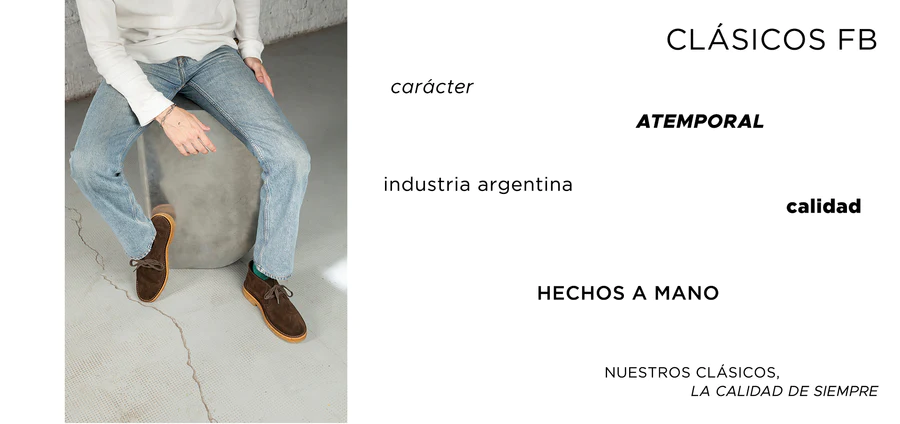 CLÁSICOS FB
carácter
ATEMPORAL
industria argentina
calidad
HECHOS A MANO
NUESTROS CLÁSICOS,
LA CALIDAD DE SIEMPRE